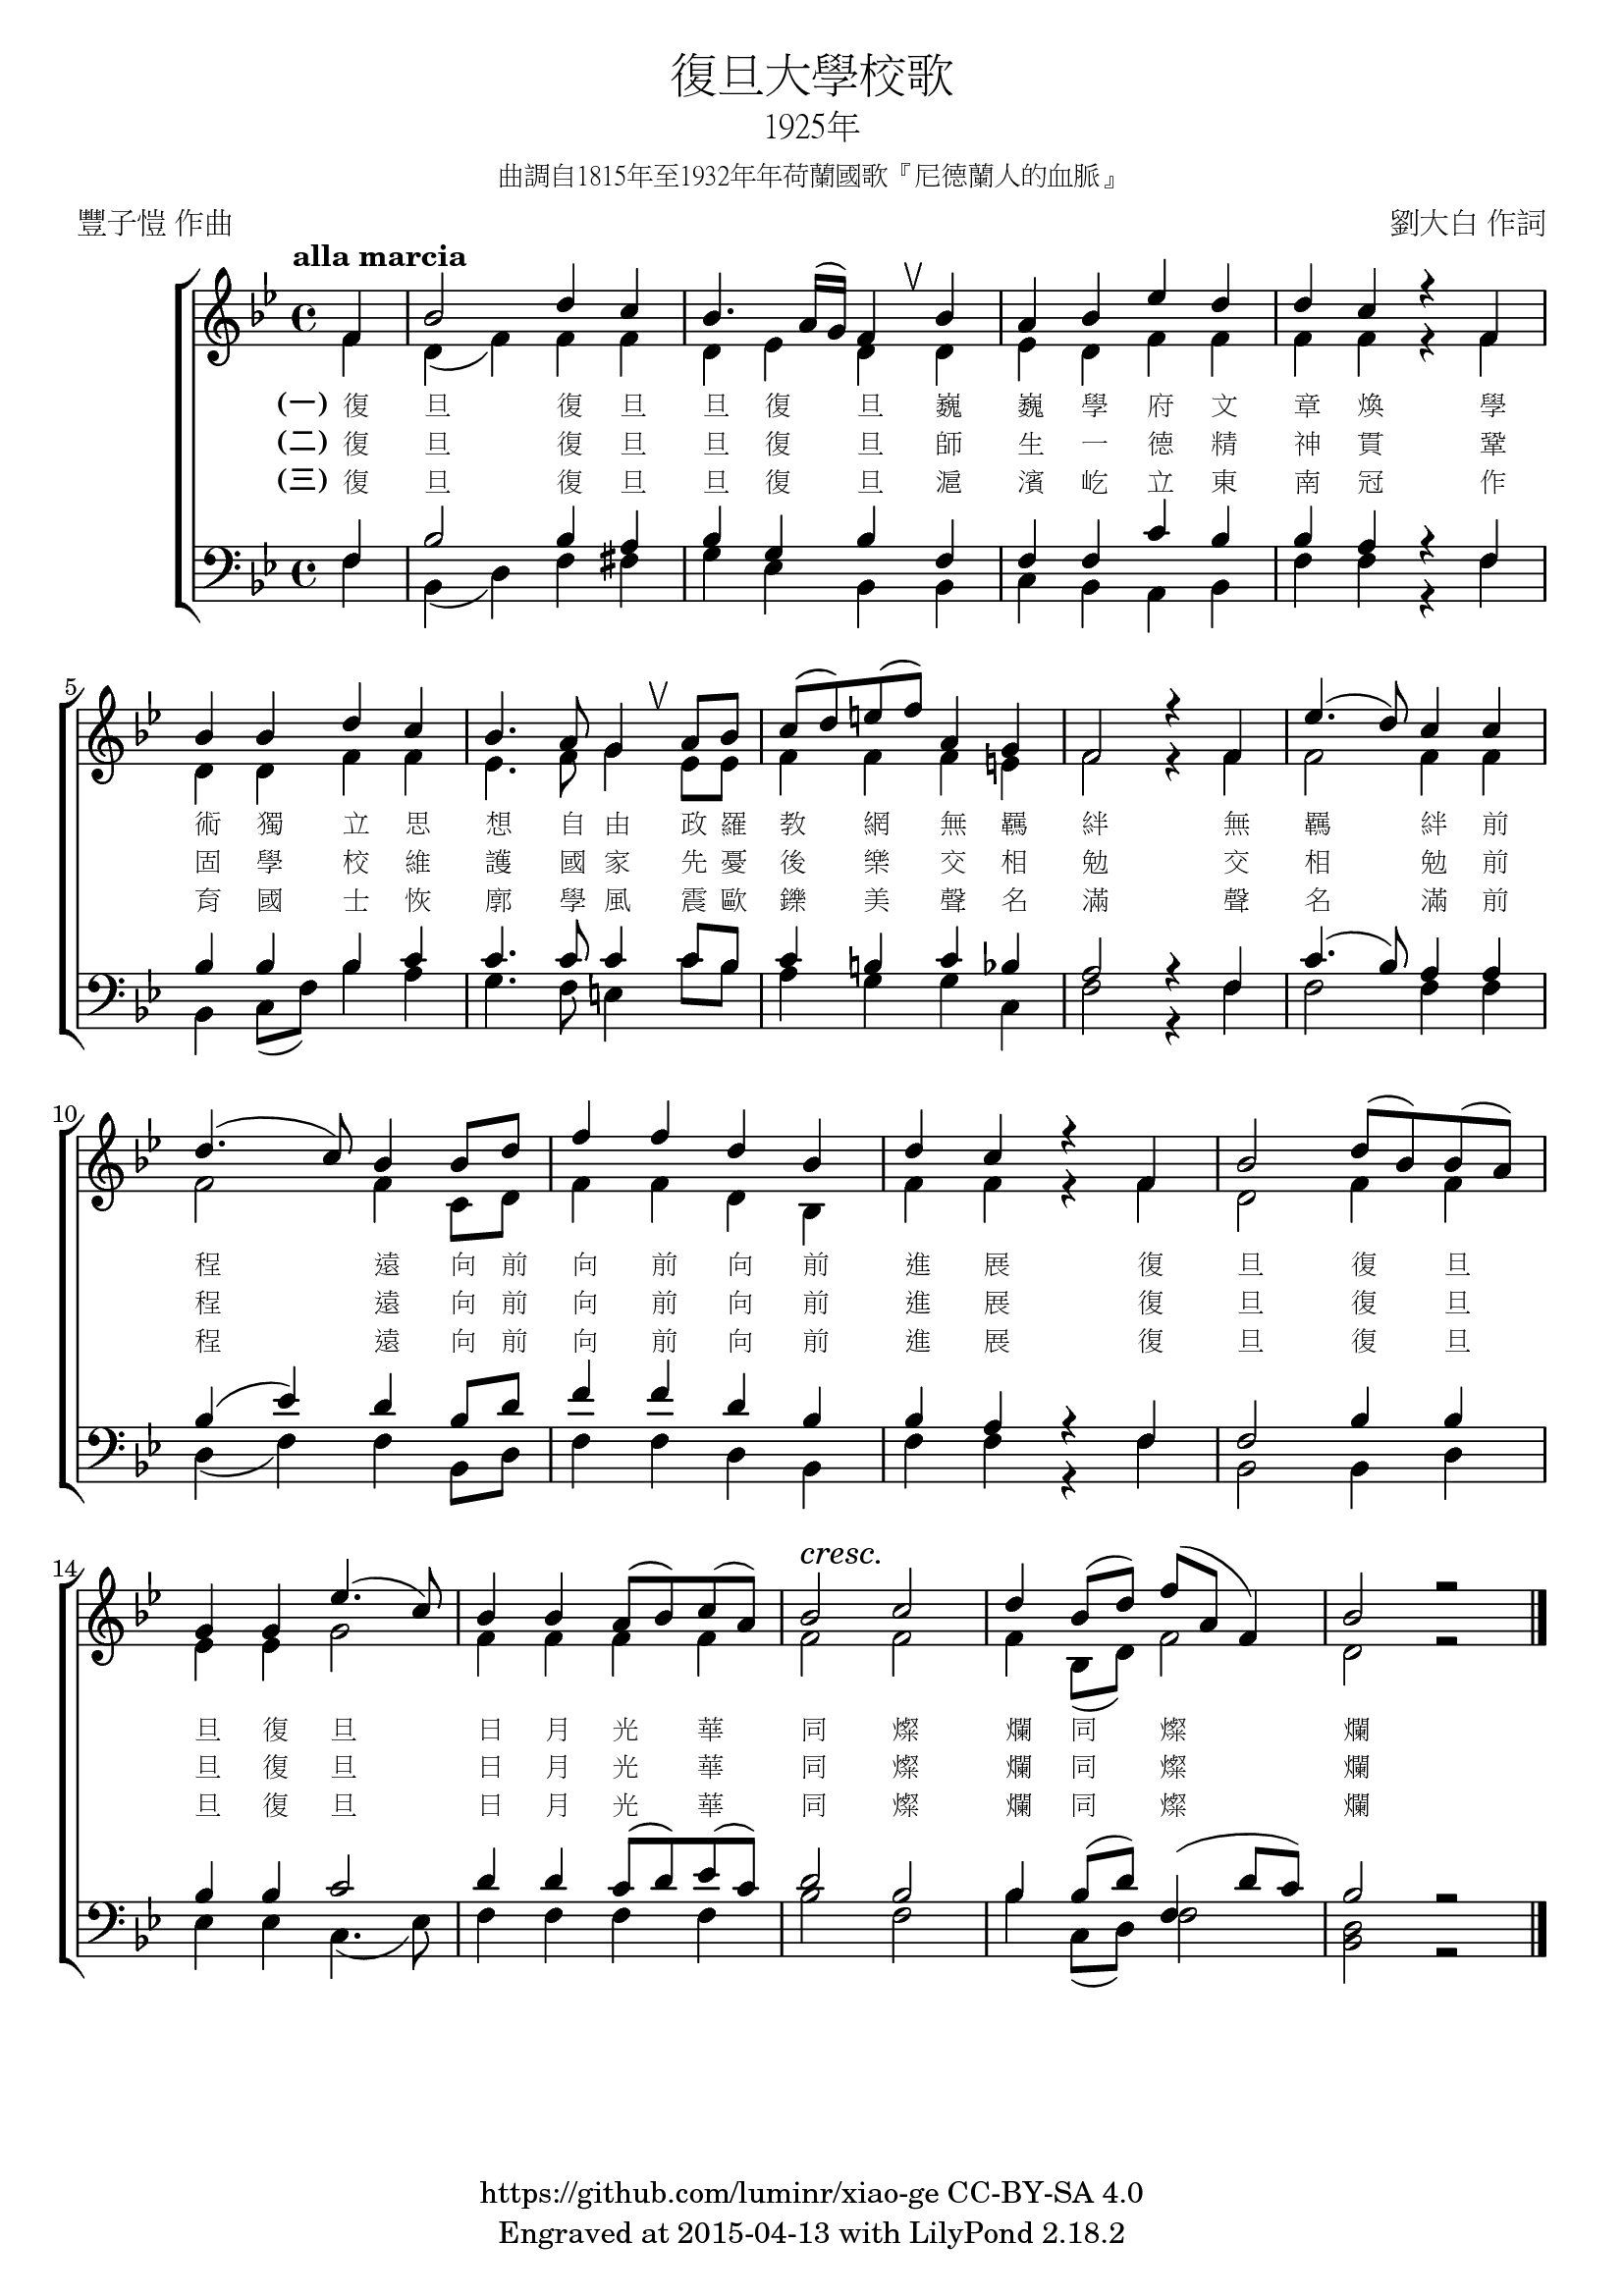 復旦大學校歌
1925年
曲調自1815年至1932年年荷蘭國歌『尼德蘭人的血脈』
豐子愷 作曲 劉大白 作詞
alla marcia
(一) 復 旦 復 旦 旦 復 旦 巍 巍 學 府 文 章 煥 學
(二) 復 旦 復 旦 旦 復 旦 師 生 一 德 精 神 貫 鞏
(三) 復 旦 復 旦 旦 復 旦 滬 濱 屹 立 東 南 冠 作
5
術 獨 立 思 想 自 由 政 羅 教 網 無 羈 絆 無 羈 絆 前
固 學 校 維 護 國 家 先 憂 後 樂 交 相 勉 交 相 勉 前
育 國 士 恢 廓 學 風 震 歐 鑠 美 聲 名 滿 聲 名 滿 前
10
程 遠 向 前 向 前 向 前 進 展 復 旦 復 旦
程 遠 向 前 向 前 向 前 進 展 復 旦 復 旦
程 遠 向 前 向 前 向 前 進 展 復 旦 復 旦
14
cresc.
旦 復 旦 日 月 光 華 同 燦 爛 同 燦 爛
旦 復 旦 日 月 光 華 同 燦 爛 同 燦 爛
旦 復 旦 日 月 光 華 同 燦 爛 同 燦 爛
https://github.com/luminr/xiao-ge CC-BY-SA 4.0
Engraved at 2015-04-13 with LilyPond 2.18.2